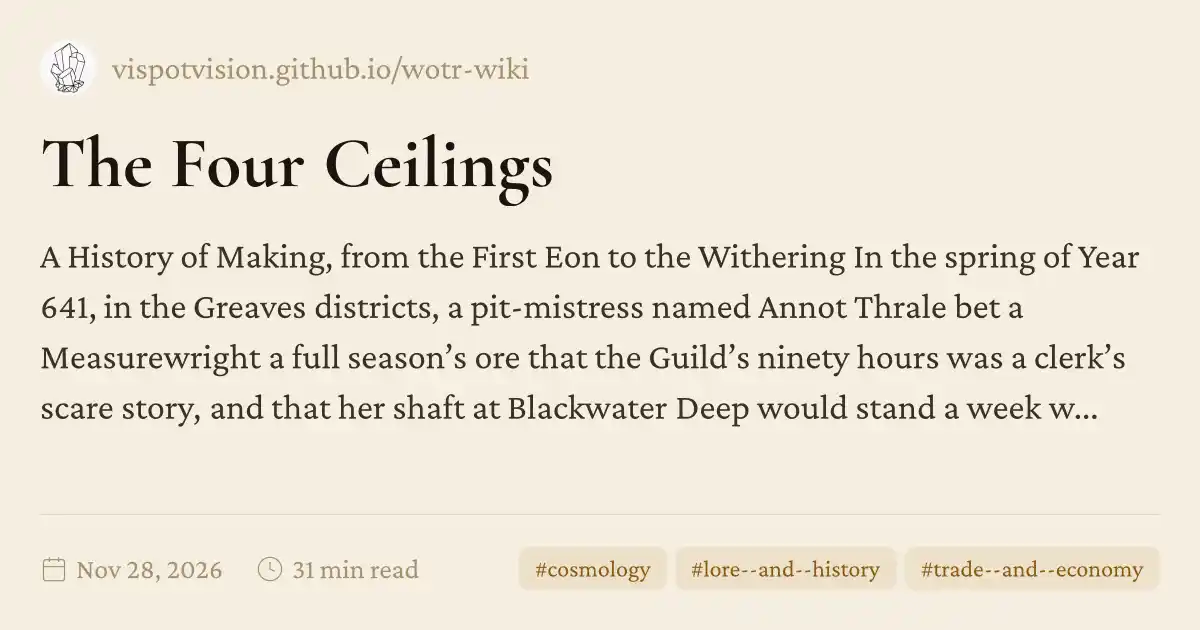 vispotvision.github.io/wotr-wiki
The Four Ceilings
A History of Making, from the First Eon to the Withering In the spring of Year
641, in the Greaves districts, a pit-mistress named Annot Thrale bet a
Measurewright a full season’s ore that the Guild’s ninety hours was a clerk’s
scare story, and that her shaft at Blackwater Deep would stand a week w...
Nov 28, 2026
31 min read
#cosmology
#lore--and--history
#trade--and--economy